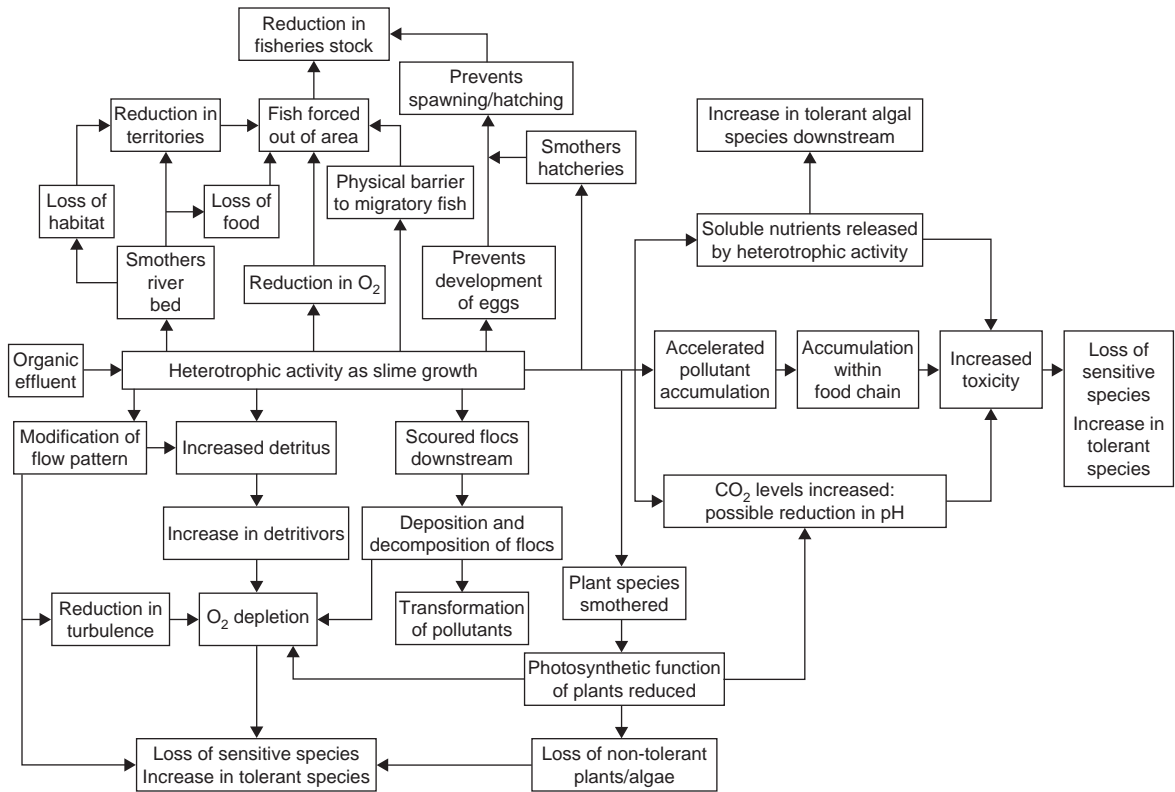 Reduction in
fisheries stock
Prevents
spawning/hatching
Reduction in
territories
Fish forced
out of area
Increase in tolerant algal
species downstream
Smothers
hatcheries
Physical barrier
to migratory fish
Loss of
habitat
Loss of
food
Soluble nutrients released
by heterotrophic activity
Smothers
river
bed
Reduction in O₂
Prevents
development
of eggs
Organic
effluent
Heterotrophic activity as slime growth
Accelerated
pollutant
accumulation
Accumulation
within
food chain
Increased
toxicity
Loss of
sensitive
species
Increase in
tolerant
species
Modification of
flow pattern
Increased detritus
Scoured flocs
downstream
CO₂ levels increased:
possible reduction in pH
Increase in detritivors
Deposition and
decomposition of flocs
Plant species
smothered
Reduction in
turbulence
O₂ depletion
Transformation
of pollutants
Photosynthetic function
of plants reduced
Loss of sensitive species
Increase in tolerant species
Loss of non-tolerant
plants/algae